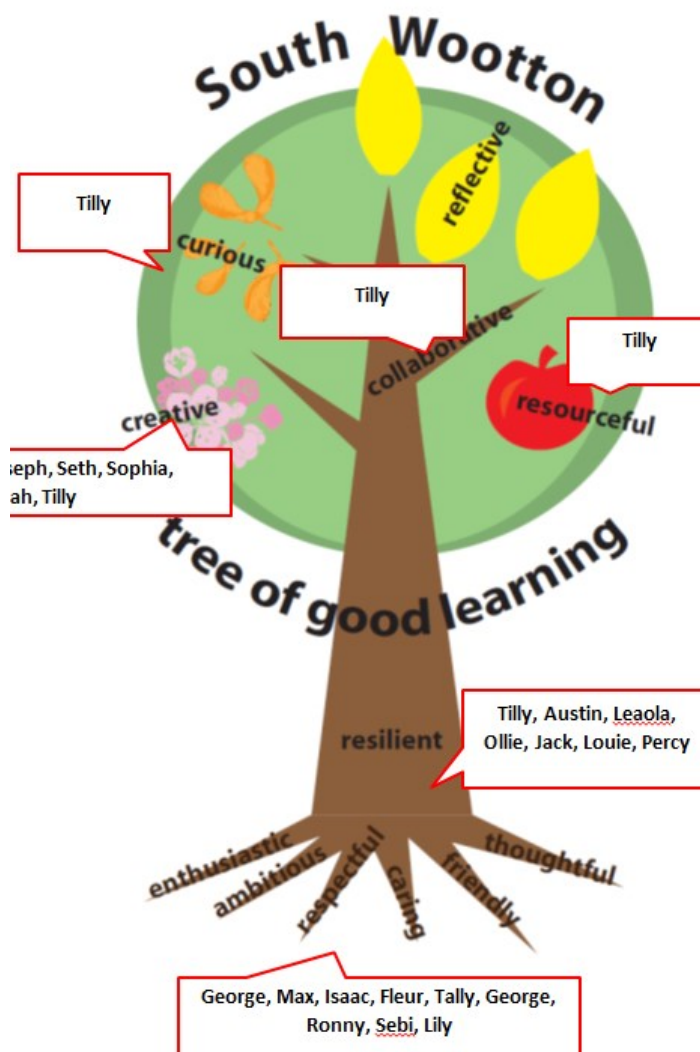 South Wootton
reflective
Tilly
curious
Tilly
collaborative
Tilly
resourceful
creative
Seth, Sophia,
Tilly
tree of good learning
Tilly, Austin, Leaola,
Ollie, Jack, Louie, Percy
resilient
enthusiastic
ambitious
respectful
caring
friendly
thoughtful
George, Max, Isaac, Fleur, Tally, George,
Ronny, Sebi, Lily